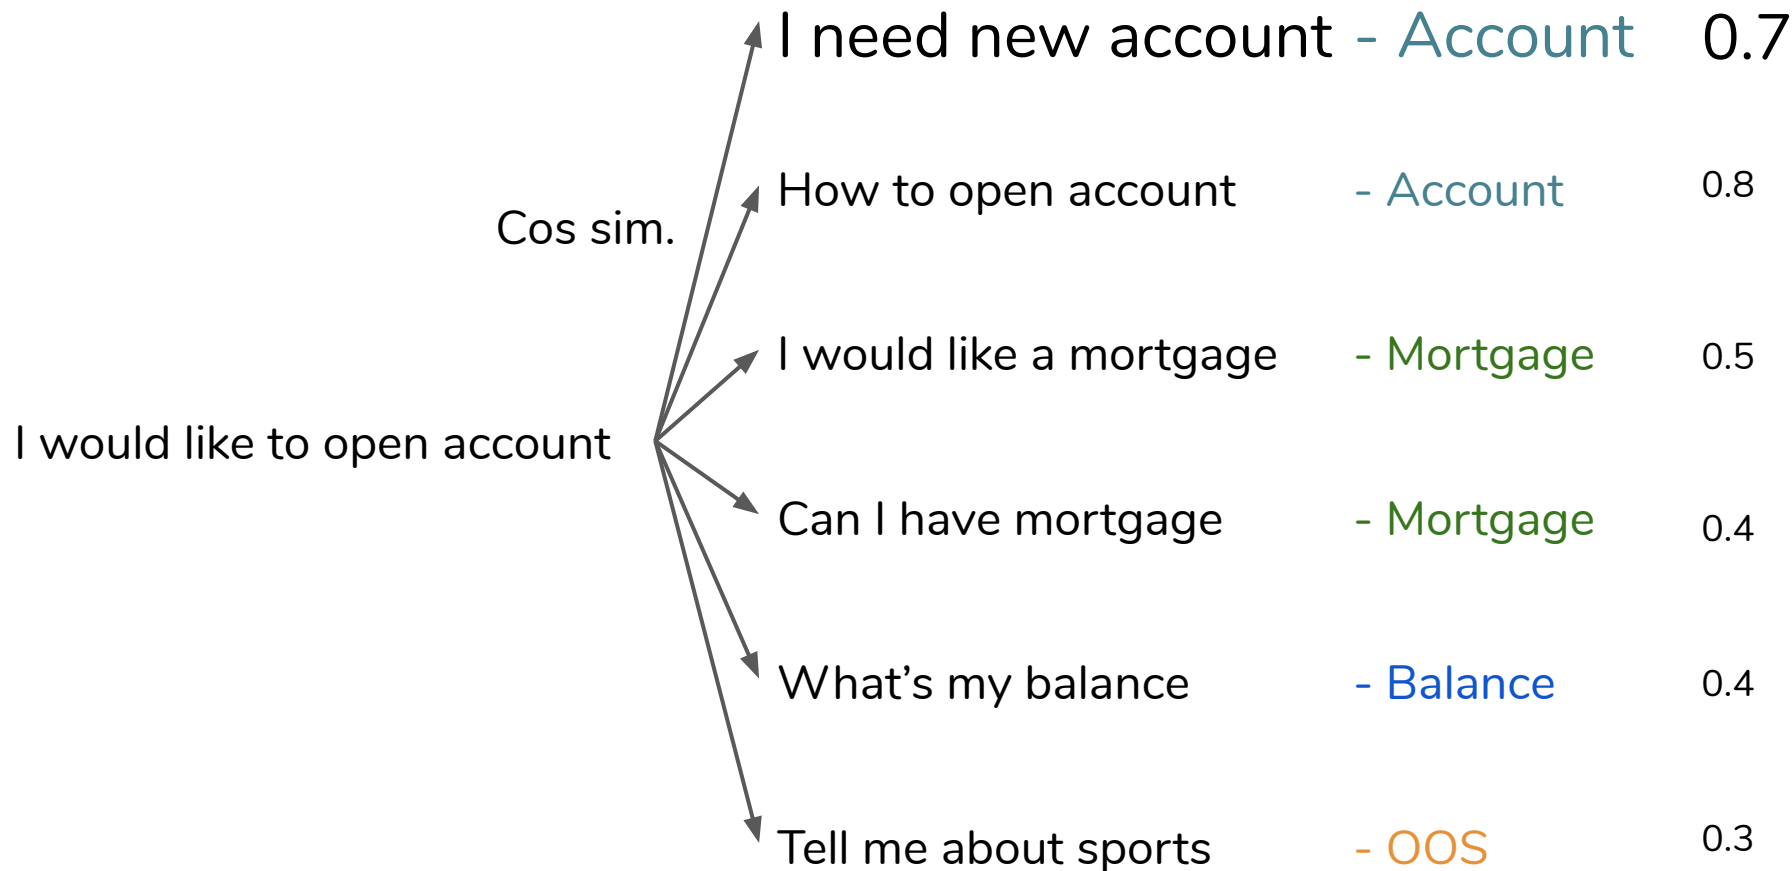 I need new account - Account 0.7
How to open account - Account 0.8
Cos sim.
I would like a mortgage - Mortgage 0.5
I would like to open account
Can I have mortgage - Mortgage 0.4
What’s my balance - Balance 0.4
Tell me about sports - OOS 0.3